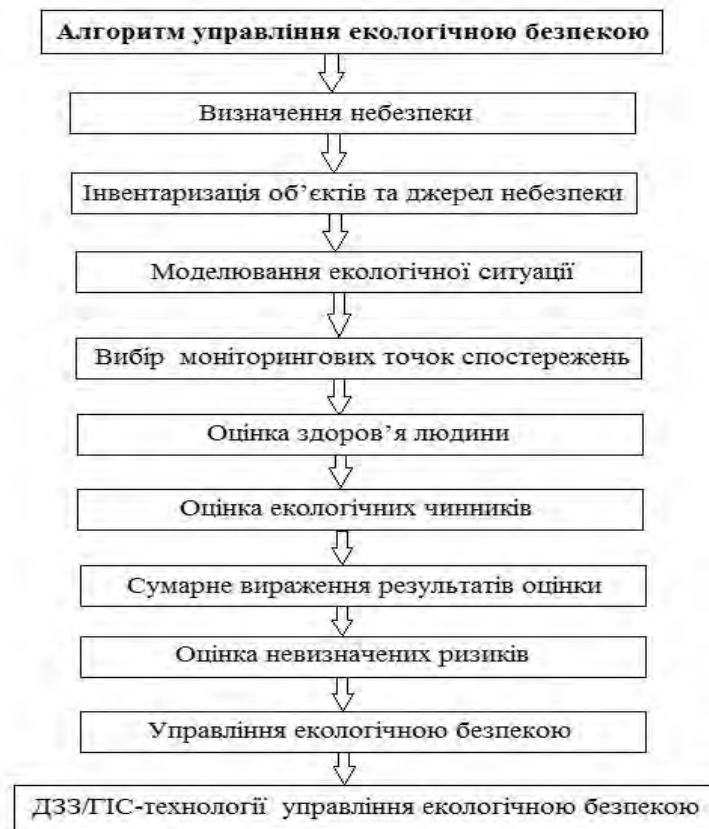 Алгоритм управління екологічною безпекою
Визначення небезпеки
Інвентаризація об’єктів та джерел небезпеки
Моделювання екологічної ситуації
Вибір моніторингових точок спостережень
Оцінка здоров’я людини
Оцінка екологічних чинників
Сумарне вираження результатів оцінки
Оцінка невизначених ризиків
Управління екологічною безпекою
ДЗЗ/ГІС-технології управління екологічною безпекою